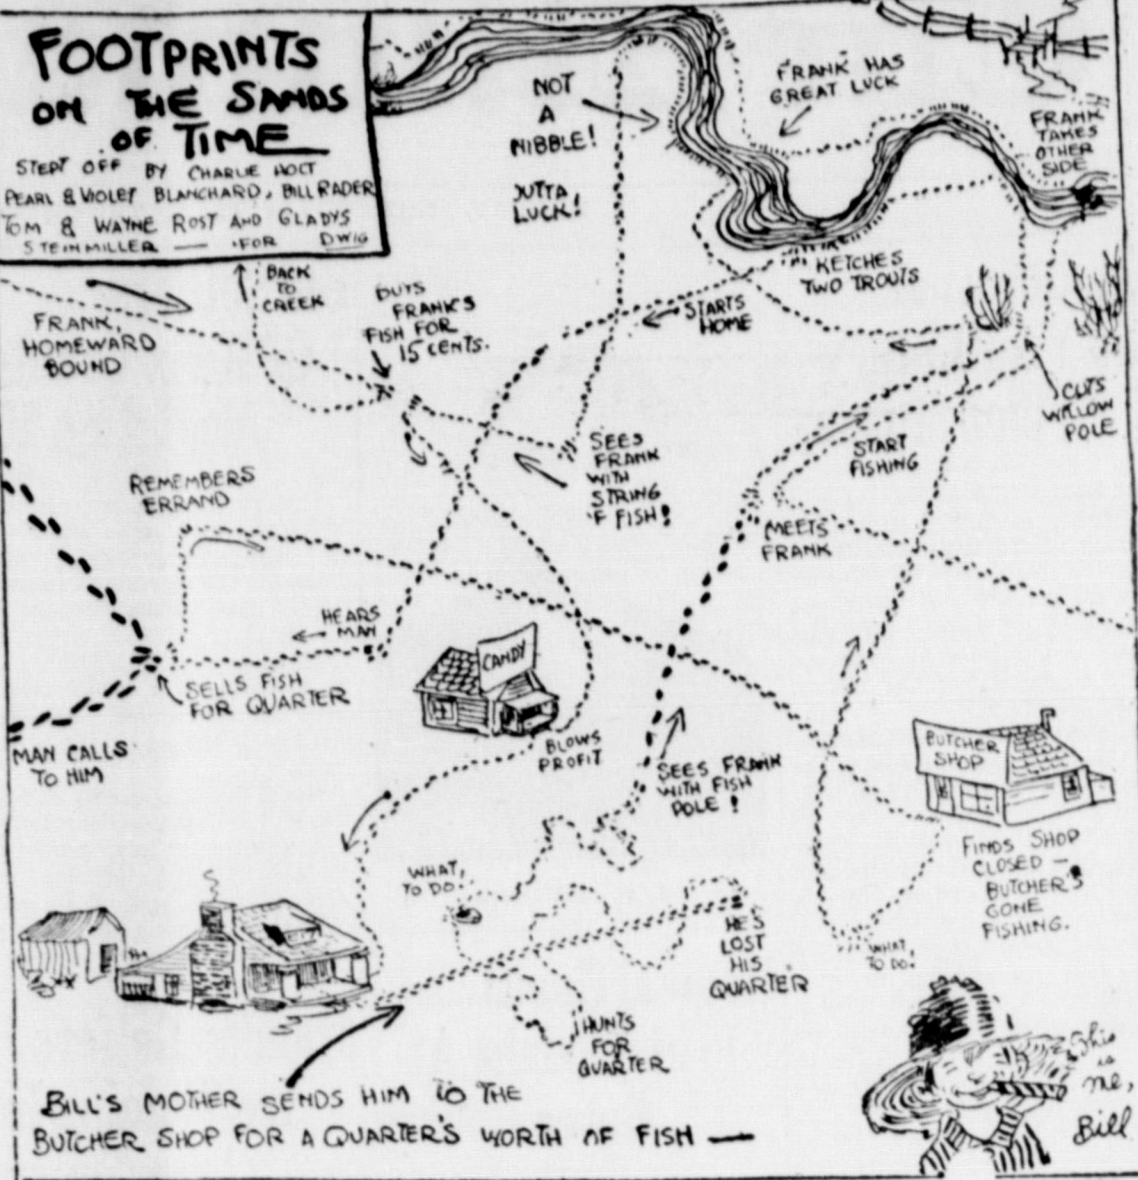 FOOTPRINTS
ON THE SANDS
OF TIME
STEPT OFF BY CHARLIE HOLT
PEARL & VIOLET BLANCHARD, BILL RADER
TOM & WAYNE ROST AND GLADYS
STEINMILLER — FOR DWIG
NOT
A
NIBBLE!
OUTTA
LUCK!
FRANK HAS
GREAT LUCK
FRANK
TAKES
OTHER
SIDE
BACK
TO
CREEK
BUYS
FRANK'S
FISH FOR
15 CENTS.
STARTS
HOME
KETCHES
TWO TROUTS
FRANK,
HOMEWARD
BOUND
CUTS
WILLOW
POLE
SEES
FRANK
WITH
STRING
'F FISH!
START
FISHING
REMEMBERS
ERRAND
MEETS
FRANK
HEARS
MAN
SELLS FISH
FOR QUARTER
CANDY
MAN CALLS
TO HIM
BLOWS
PROFIT
SEES FRANK
WITH FISH
POLE!
BUTCHER
SHOP
FINDS SHOP
CLOSED —
BUTCHER'S
GONE
FISHING.
WHAT,
TO DO.
HE'S
LOST
HIS
QUARTER
WHAT
TO DO!
HUNTS
FOR
QUARTER
BILL'S MOTHER SENDS HIM TO THE
BUTCHER SHOP FOR A QUARTER'S WORTH OF FISH —
This
is
me,
Bill